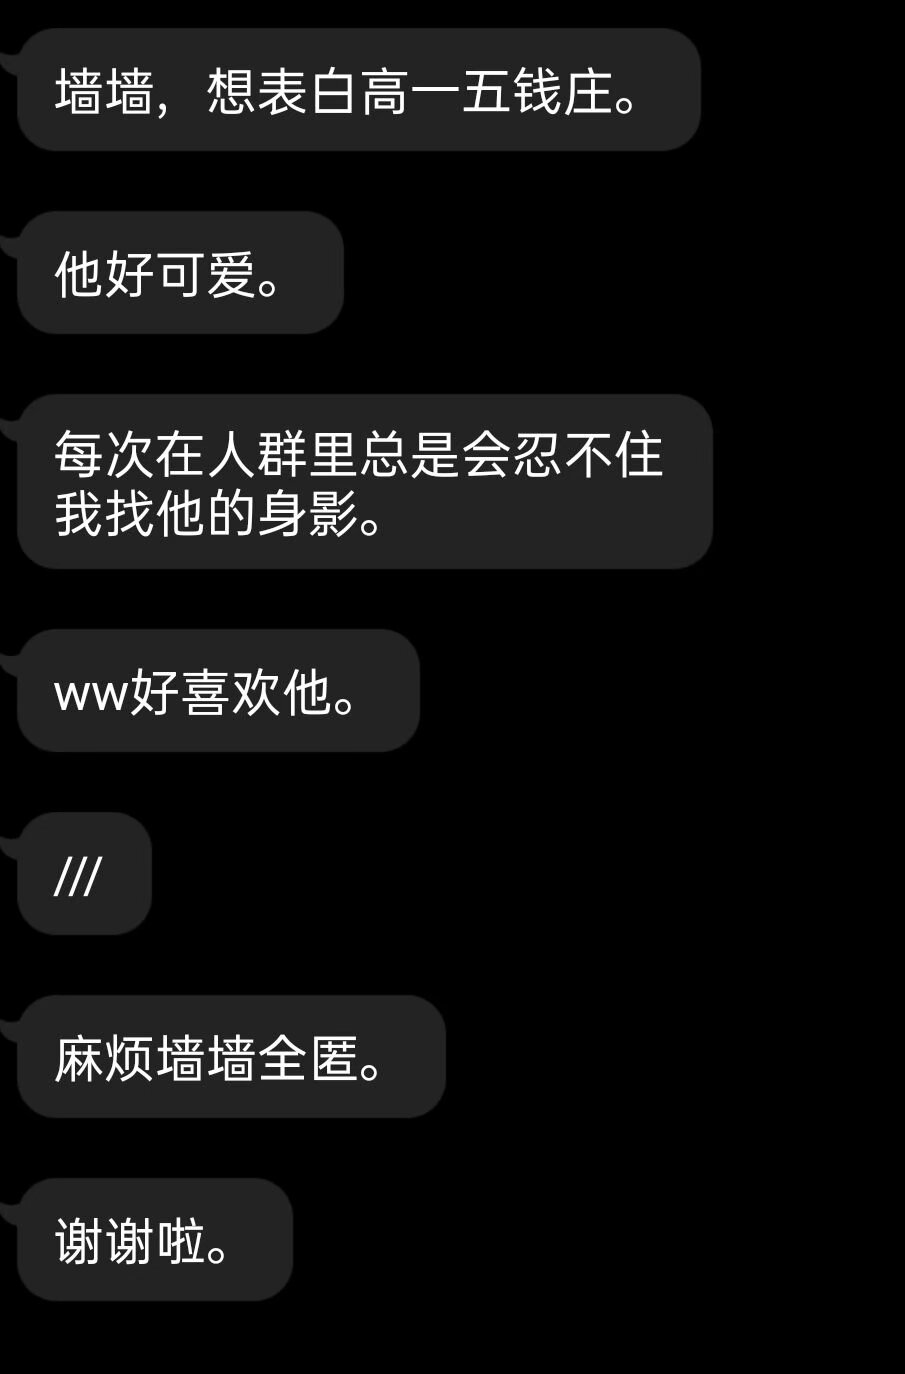 墙墙，想表白高一五钱庄。
他好可爱。
每次在人群里总是会忍不住
我找他的身影。
ww好喜欢他。
///
麻烦墙墙全匿。
谢谢啦。